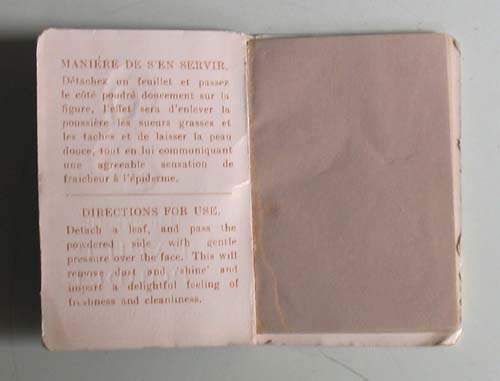 MANIÉRE DE S'EN SERVIR.
Détachez un feuillet et passez
le côté poudré doucement sur la
figure, l'effet sera d'enlever la
poussière les sueurs grasses et
les taches et de laisser la peau
douce, tout en lui communiquant
une agreeable sensation de
fraicheur à l'épiderme.
DIRECTIONS FOR USE.
Detach a leaf, and pass the
powdered side with gentle
pressure over the face. This will
remove dust and 'shine' and
impart a delightful feeling of
freshness and cleanliness.